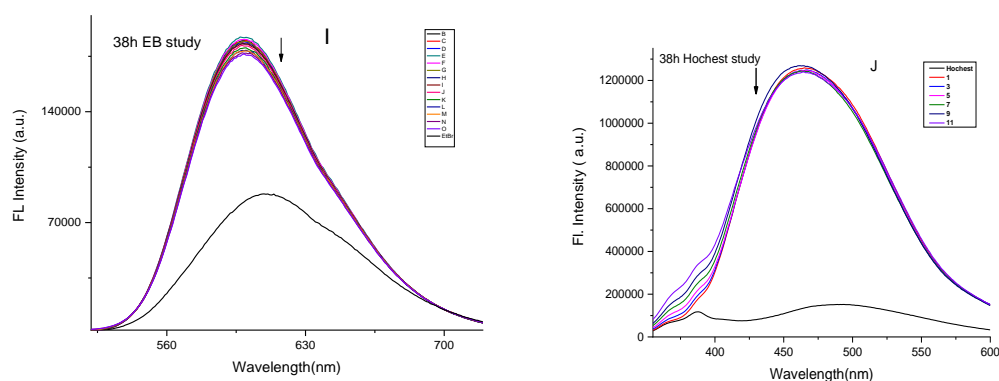 38h EB study
I
B
C
D
E
F
G
H
I
J
K
L
M
N
O
EtBr
140000
70000
FL Intensity (a.u.)
560
630
700
Wavelength(nm)
38h Hochest study
J
Hochest
1
3
5
7
9
11
1200000
1000000
800000
600000
400000
200000
0
Fl. Intensity ( a.u.)
400
450
500
550
600
Wavelength(nm)